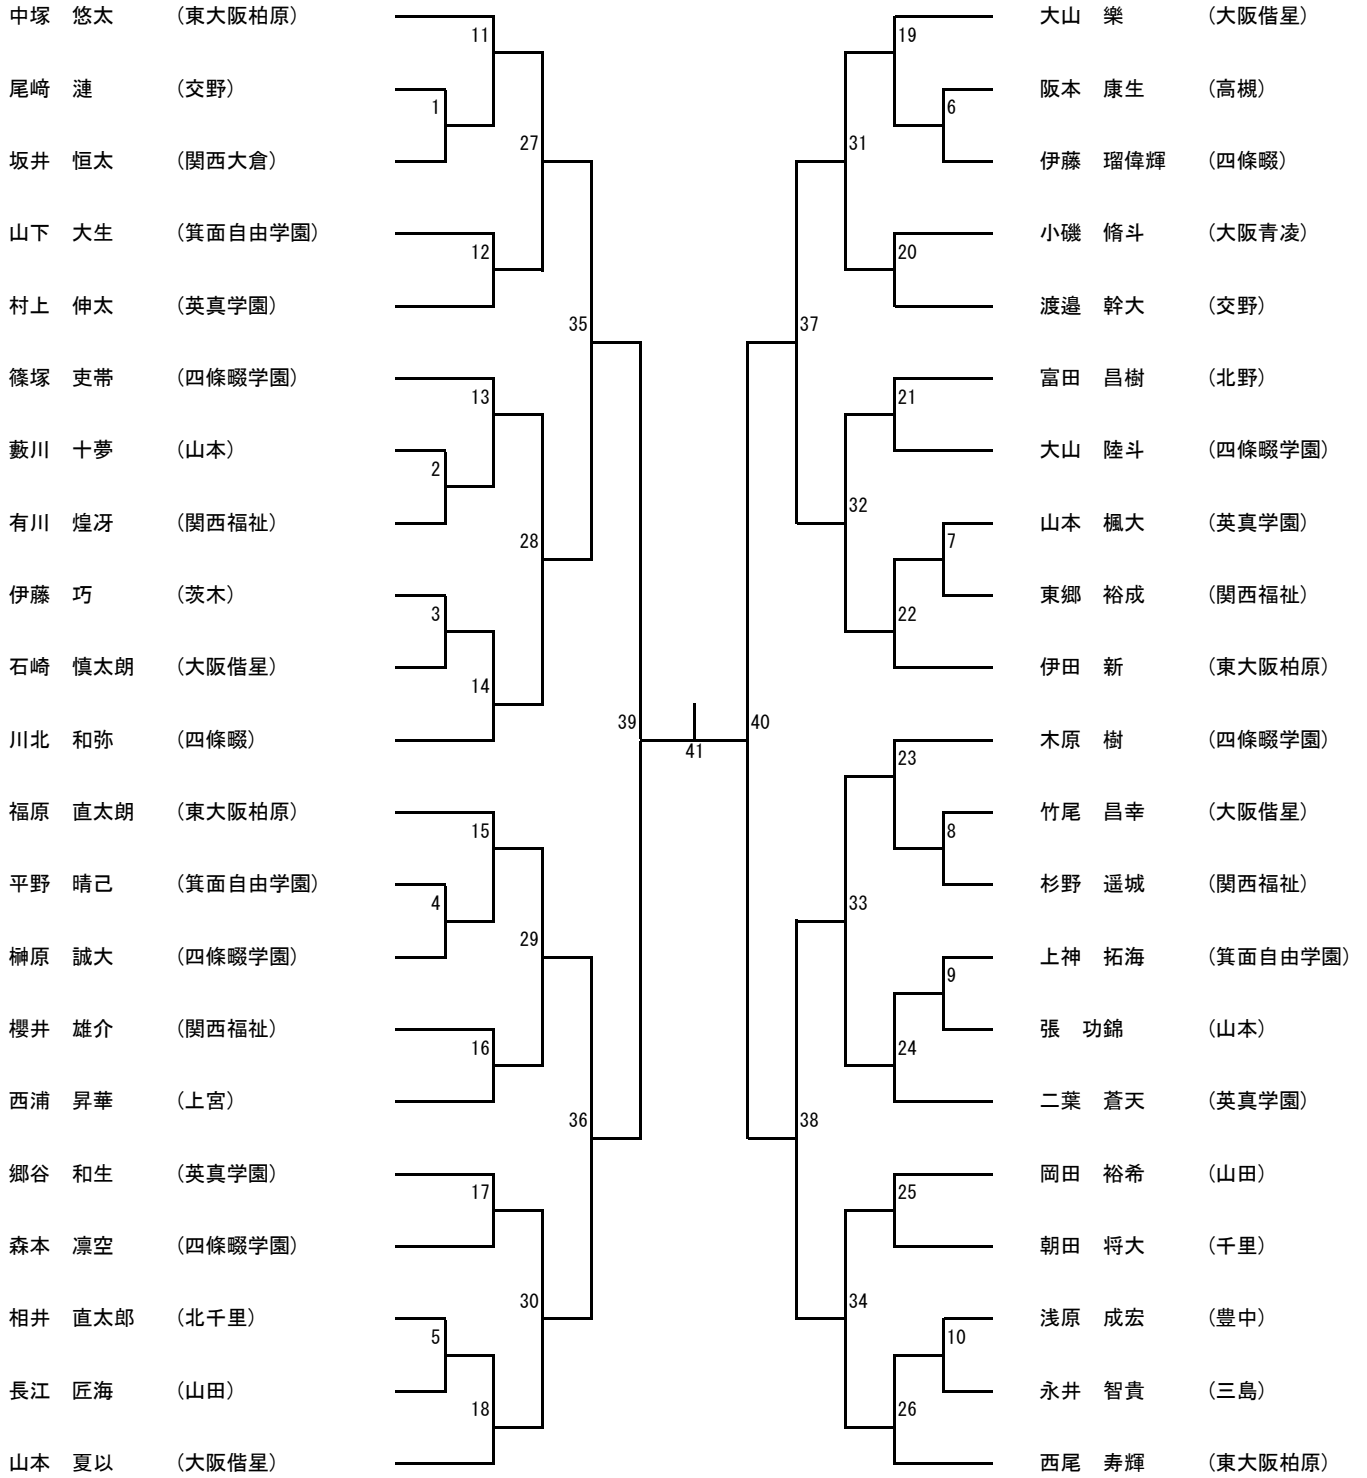 中塚　悠太　（東大阪柏原）
尾﨑　漣　（交野）
坂井　恒太　（関西大倉）
山下　大生　（箕面自由学園）
村上　伸太　（英真学園）
篠塚　吏帯　（四條畷学園）
藪川　十夢　（山本）
有川　煌冴　（関西福祉）
伊藤　巧　（茨木）
石崎　慎太朗　（大阪偕星）
川北　和弥　（四條畷）
福原　直太朗　（東大阪柏原）
平野　晴己　（箕面自由学園）
榊原　誠大　（四條畷学園）
櫻井　雄介　（関西福祉）
西浦　昇華　（上宮）
郷谷　和生　（英真学園）
森本　凛空　（四條畷学園）
相井　直太郎　（北千里）
長江　匠海　（山田）
山本　夏以　（大阪偕星）
11
1
27
12
35
13
2
28
3
14
39
15
4
29
16
36
17
30
5
18
41
40
19
6
31
20
37
21
32
7
22
23
8
33
9
24
38
25
34
10
26
大山　樂　（大阪偕星）
阪本　康生　（高槻）
伊藤　瑠偉輝　（四條畷）
小磯　脩斗　（大阪青凌）
渡邉　幹大　（交野）
富田　昌樹　（北野）
大山　陸斗　（四條畷学園）
山本　楓大　（英真学園）
東郷　裕成　（関西福祉）
伊田　新　（東大阪柏原）
木原　樹　（四條畷学園）
竹尾　昌幸　（大阪偕星）
杉野　遥城　（関西福祉）
上神　拓海　（箕面自由学園）
張　功錦　（山本）
二葉　蒼天　（英真学園）
岡田　裕希　（山田）
朝田　将大　（千里）
浅原　成宏　（豊中）
永井　智貴　（三島）
西尾　寿輝　（東大阪柏原）